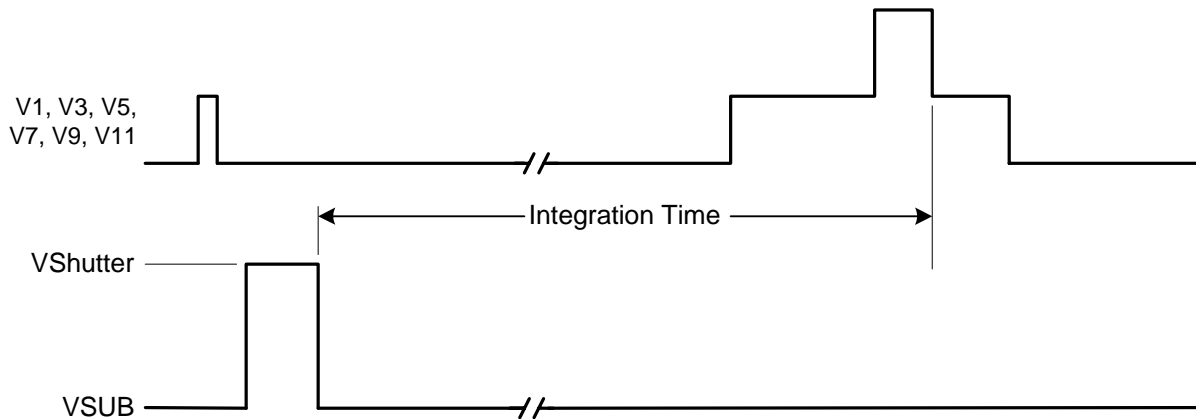 V1, V3, V5,
V7, V9, V11
Integration Time
VShutter
VSUB